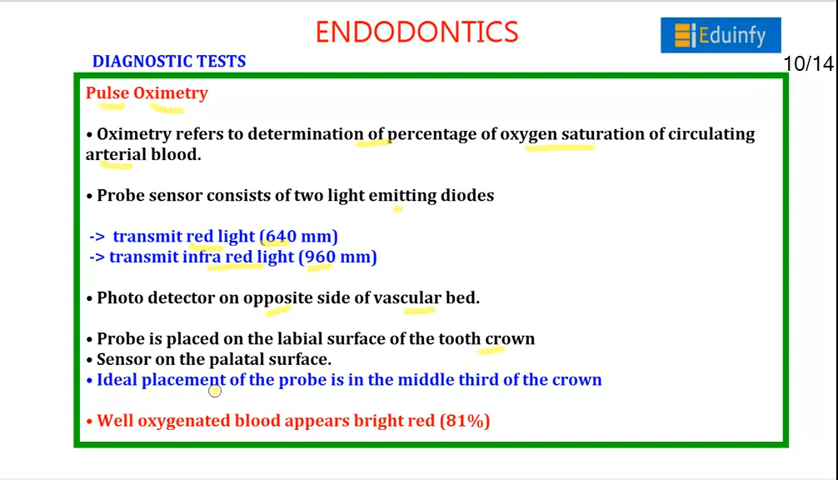 ENDODONTICS
Eduinfy
DIAGNOSTIC TESTS
10/14
Pulse Oximetry
• Oximetry refers to determination of percentage of oxygen saturation of circulating
arterial blood.
• Probe sensor consists of two light emitting diodes
-> transmit red light (640 mm)
-> transmit infra red light (960 mm)
• Photo detector on opposite side of vascular bed.
• Probe is placed on the labial surface of the tooth crown
• Sensor on the palatal surface.
• Ideal placement of the probe is in the middle third of the crown
• Well oxygenated blood appears bright red (81%)